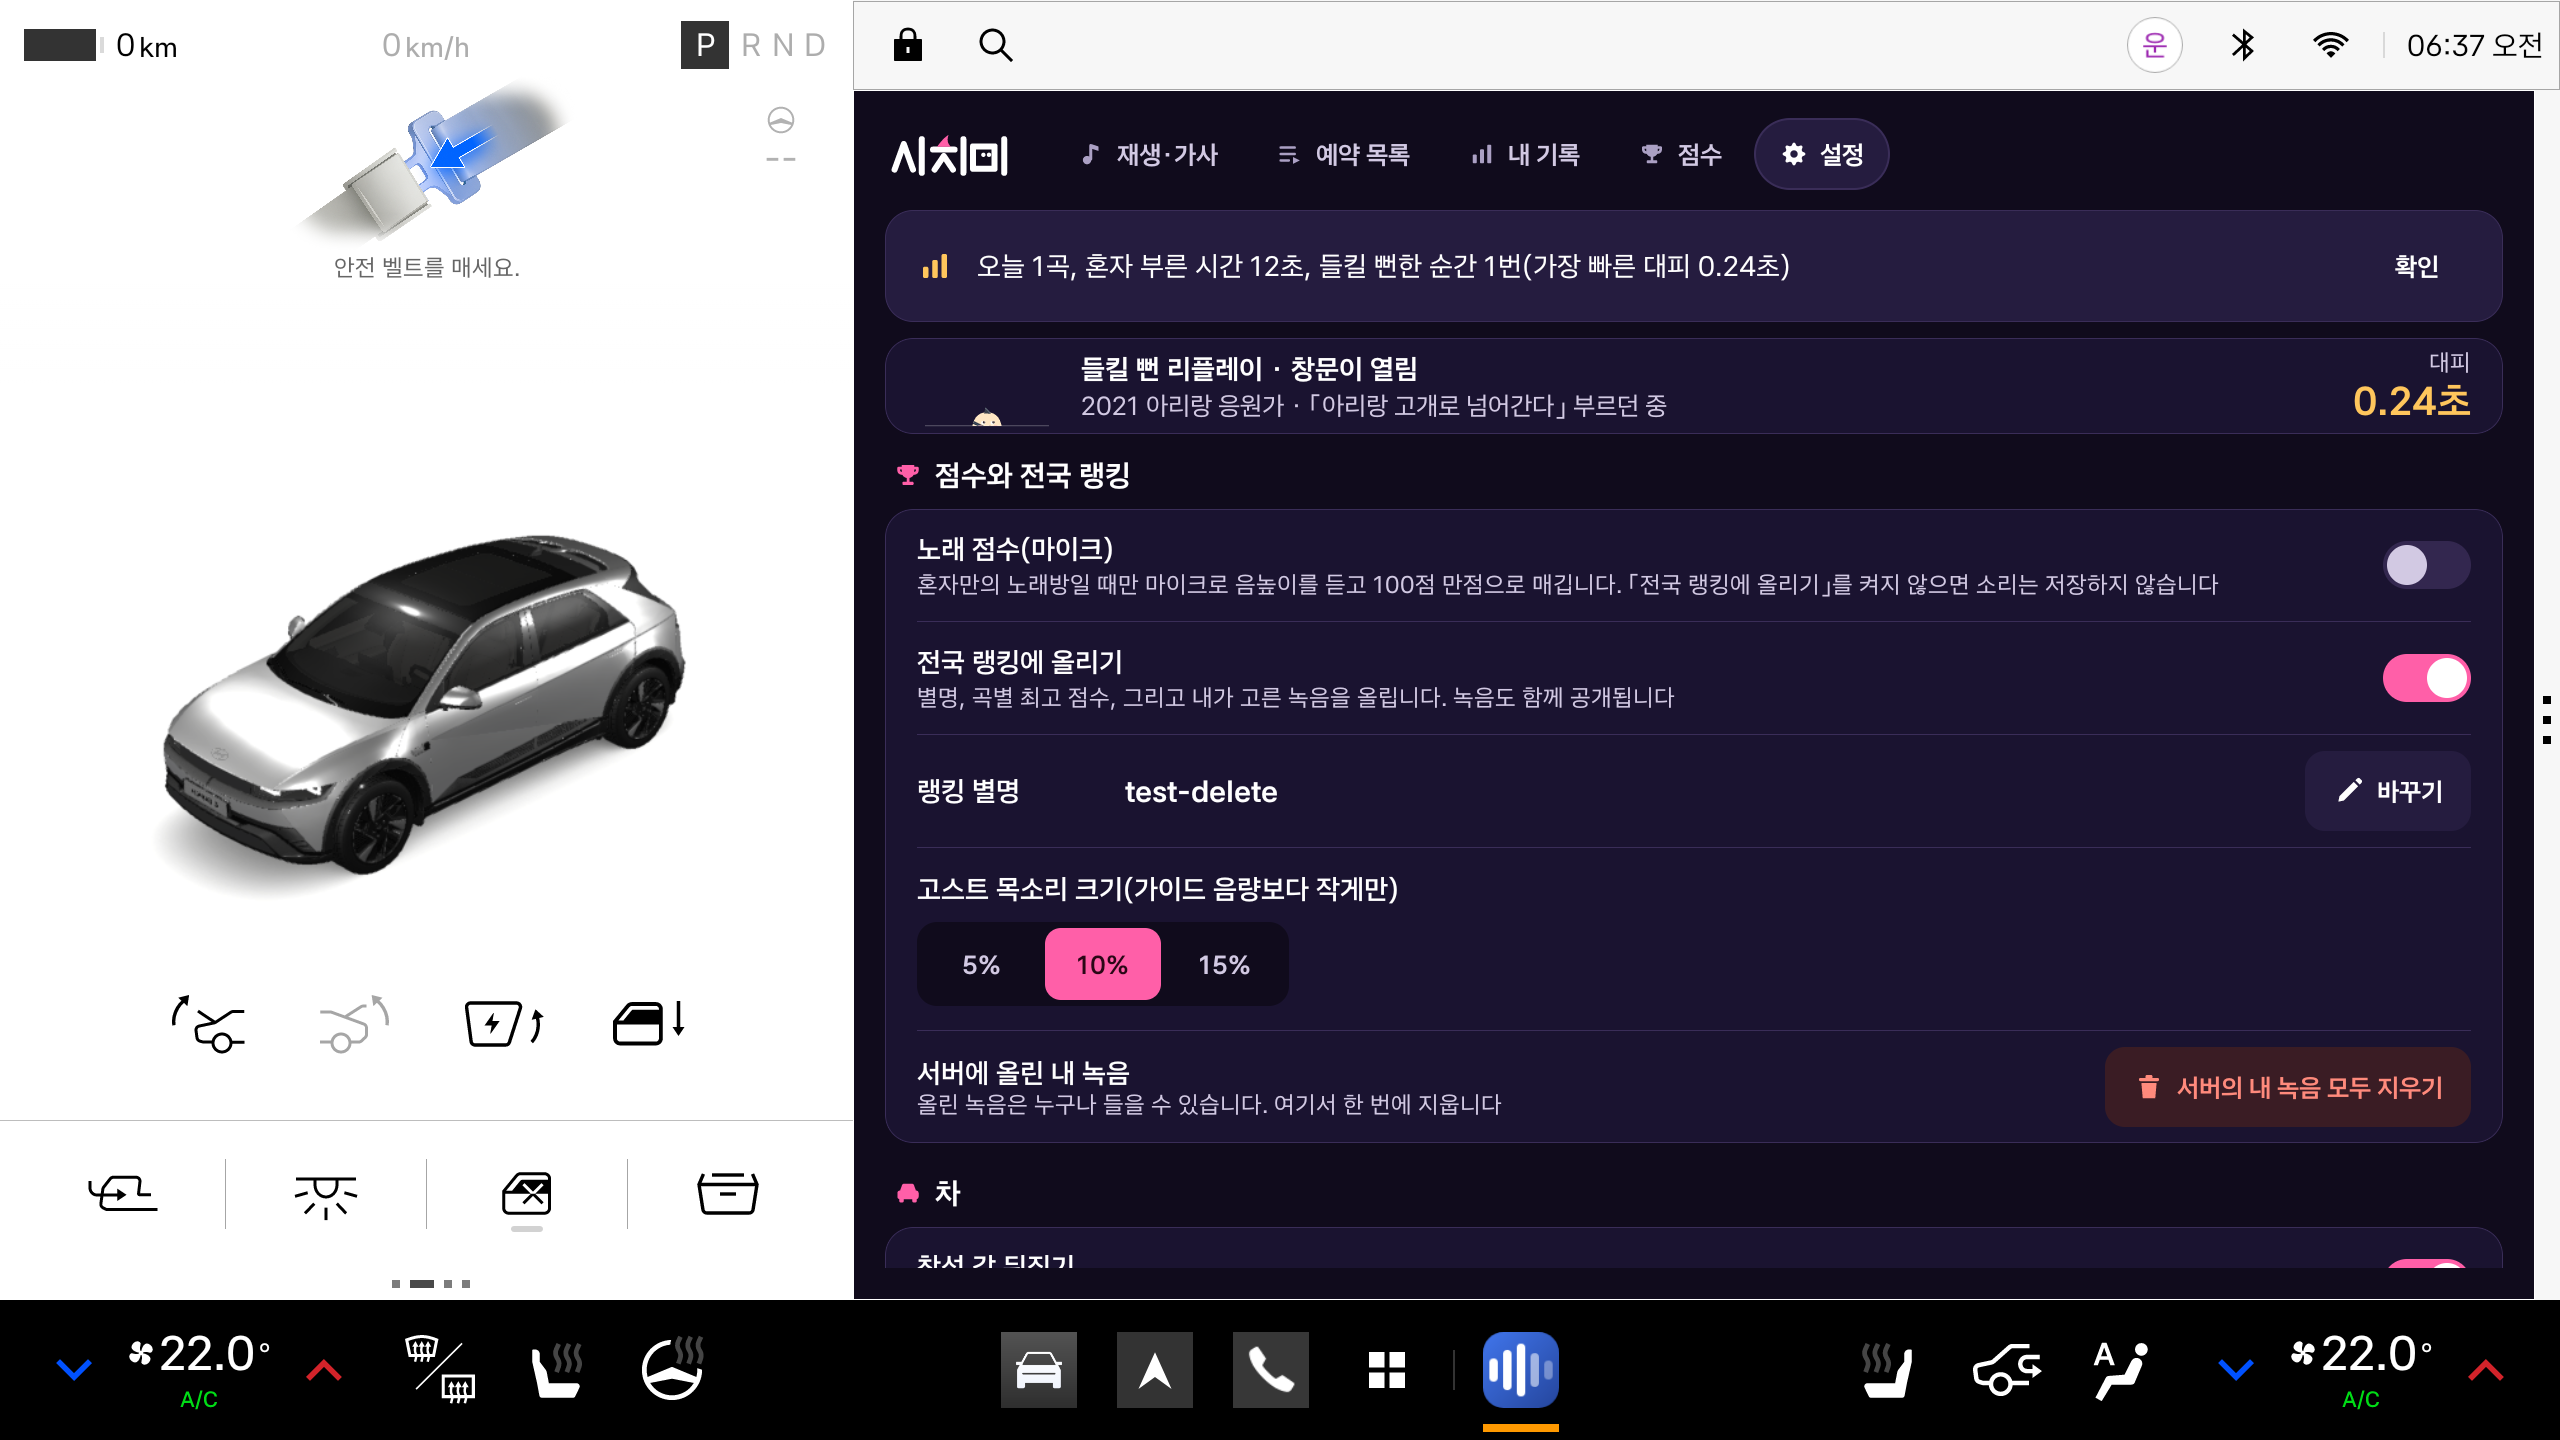 0 km
0 km/h
P R N D
안전 벨트를 매세요.
운
06:37 오전
시치미
재생·가사
예약 목록
내 기록
점수
설정
오늘 1곡, 혼자 부른 시간 12초, 들킬 뻔한 순간 1번(가장 빠른 대피 0.24초)
확인
들킬 뻔 리플레이 · 창문이 열림
2021 아리랑 응원가 · 「아리랑 고개로 넘어간다」 부르던 중
대피
0.24초
점수와 전국 랭킹
노래 점수(마이크)
혼자만의 노래방일 때만 마이크로 음높이를 듣고 100점 만점으로 매깁니다. 「전국 랭킹에 올리기」를 켜지 않으면 소리는 저장하지 않습니다
전국 랭킹에 올리기
별명, 곡별 최고 점수, 그리고 내가 고른 녹음을 올립니다. 녹음도 함께 공개됩니다
랭킹 별명
test-delete
바꾸기
고스트 목소리 크기(가이드 음량보다 작게만)
5%
10%
15%
서버에 올린 내 녹음
올린 녹음은 누구나 들을 수 있습니다. 여기서 한 번에 지웁니다
서버의 내 녹음 모두 지우기
차
22.0°
A/C
A
22.0°
A/C